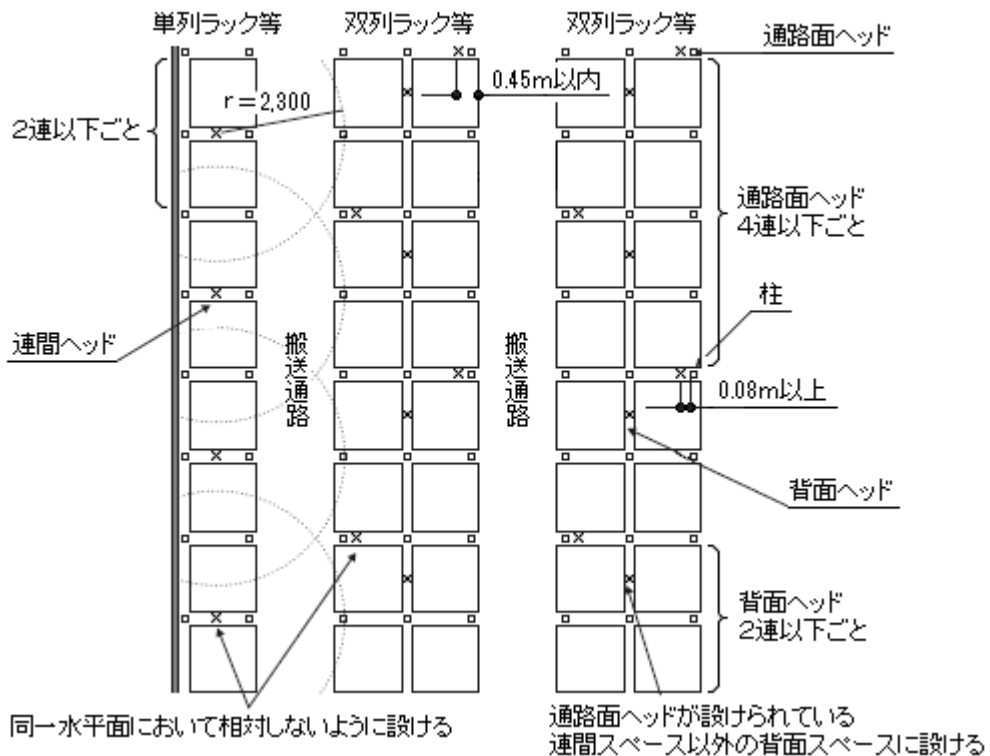 単列ラック等
双列ラック等
双列ラック等
通路面ヘッド
0.45m以内
r=2,300
2連以下ごと
通路面ヘッド
4連以下ごと
柱
連間ヘッド
搬送通路
搬送通路
0.08m以上
背面ヘッド
背面ヘッド
2連以下ごと
同一水平面において相対しないように設ける
通路面ヘッドが設けられている
連間スペース以外の背面スペースに設ける